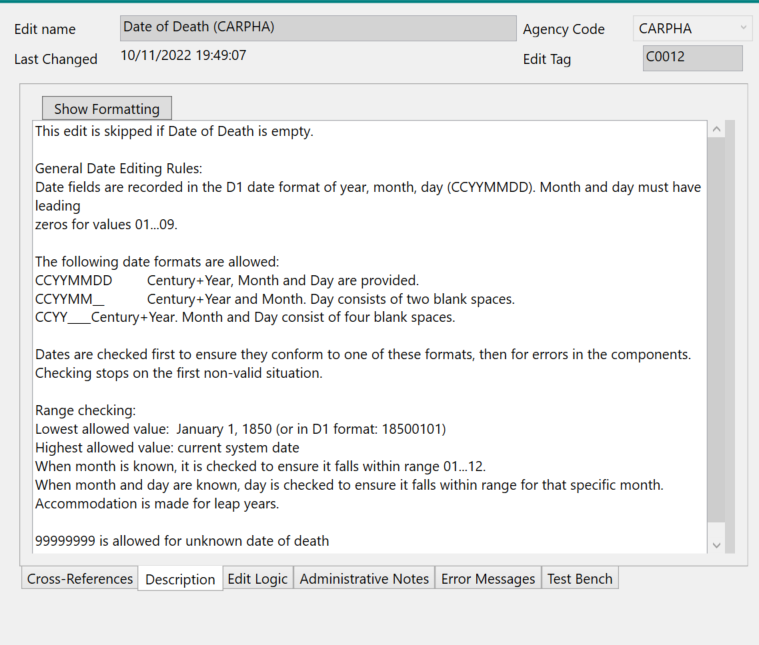 Edit name
Date of Death (CARPHA)
Agency Code
CARPHA
Last Changed
10/11/2022 19:49:07
Edit Tag
C0012
Show Formatting
This edit is skipped if Date of Death is empty.
General Date Editing Rules:
Date fields are recorded in the D1 date format of year, month, day (CCYYMMDD). Month and day must have
leading
zeros for values 01...09.
The following date formats are allowed:
CCYYMMDD Century+Year, Month and Day are provided.
CCYYMM__ Century+Year and Month. Day consists of two blank spaces.
CCYY____Century+Year. Month and Day consist of four blank spaces.
Dates are checked first to ensure they conform to one of these formats, then for errors in the components.
Checking stops on the first non-valid situation.
Range checking:
Lowest allowed value:  January 1, 1850 (or in D1 format: 18500101)
Highest allowed value: current system date
When month is known, it is checked to ensure it falls within range 01...12.
When month and day are known, day is checked to ensure it falls within range for that specific month.
Accommodation is made for leap years.
99999999 is allowed for unknown date of death
Cross-References
Description
Edit Logic
Administrative Notes
Error Messages
Test Bench